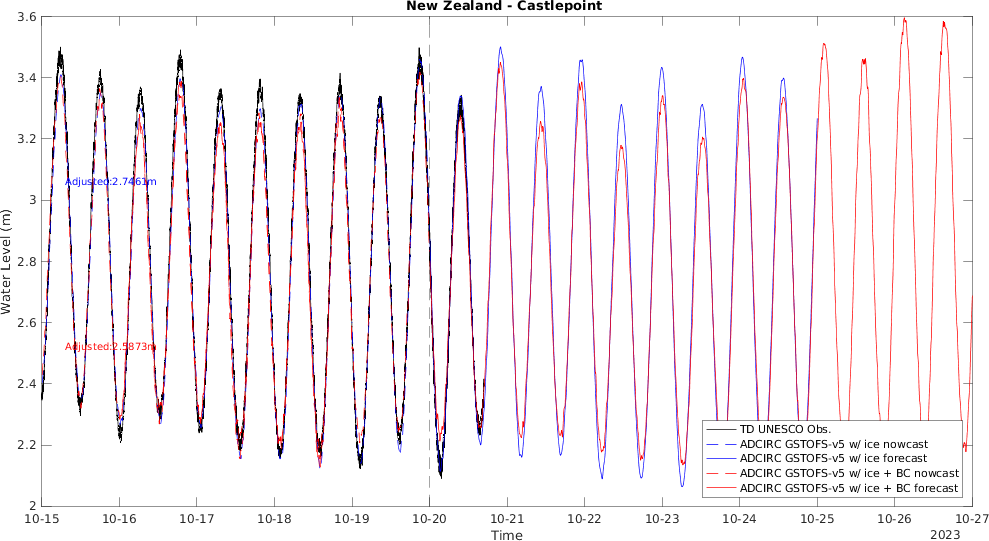 New Zealand - Castlepoint
3.6
3.4
3.2
3
2.8
2.6
2.4
2.2
2
Water Level (m)
Adjusted:2.7461m
Adjusted:2.5873m
TD UNESCO Obs.
ADCIRC GSTOFS-v5 w/ ice nowcast
ADCIRC GSTOFS-v5 w/ ice forecast
ADCIRC GSTOFS-v5 w/ ice + BC nowcast
ADCIRC GSTOFS-v5 w/ ice + BC forecast
10-15 10-16 10-17 10-18 10-19 10-20 10-21 10-22 10-23 10-24 10-25 10-26 10-27
Time
2023